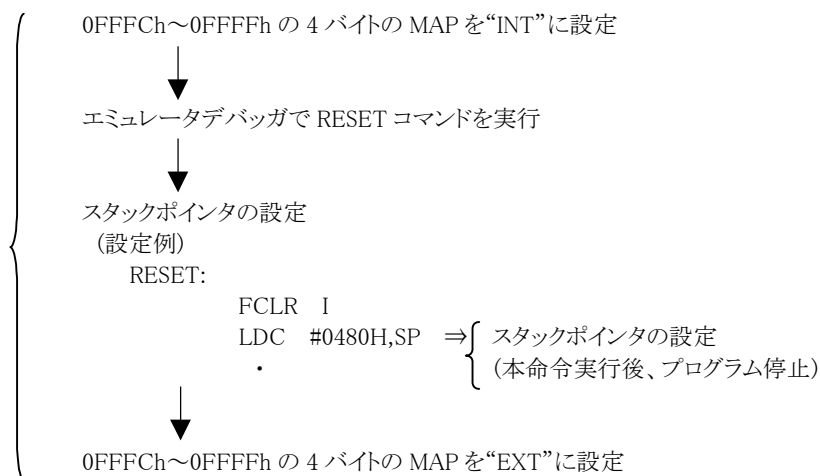 0FFFCh～0FFFFh の 4 バイトの MAP を“INT”に設定
エミュレータデバッガで RESET コマンドを実行
スタックポインタの設定
(設定例)
RESET:
FCLR I
LDC #0480H,SP ⇒ スタックポインタの設定
・ (本命令実行後、プログラム停止)
0FFFCh～0FFFFh の 4 バイトの MAP を“EXT”に設定